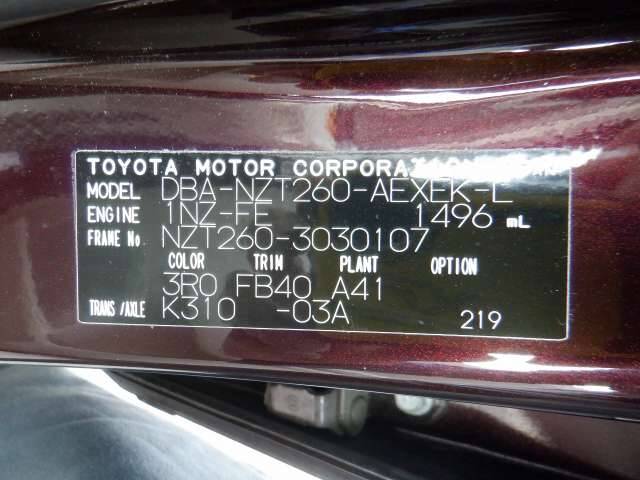 TOYOTA MOTOR CORPORATION
MODEL DBA-NZT260-AEXEK-L
ENGINE 1NZ-FE 1496 mL
FRAME No. NZT260-3030107
COLOR TRIM PLANT OPTION
3R0 FB40 A41
TRANS/AXLE K310 -03A
219